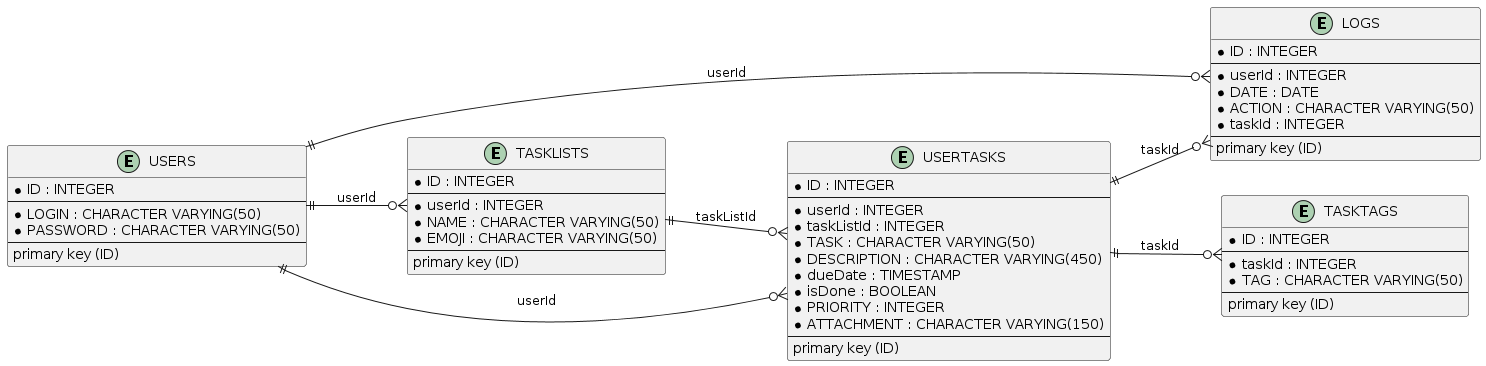 E USERS
ID : INTEGER
LOGIN : CHARACTER VARYING(50)
PASSWORD : CHARACTER VARYING(50)
primary key (ID)
userId
userId
userId
E TASKLISTS
ID : INTEGER
userId : INTEGER
NAME : CHARACTER VARYING(50)
EMOJI : CHARACTER VARYING(50)
primary key (ID)
taskListId
E USERTASKS
ID : INTEGER
userId : INTEGER
taskListId : INTEGER
TASK : CHARACTER VARYING(50)
DESCRIPTION : CHARACTER VARYING(450)
dueDate : TIMESTAMP
isDone : BOOLEAN
PRIORITY : INTEGER
ATTACHMENT : CHARACTER VARYING(150)
primary key (ID)
taskId
taskId
E LOGS
ID : INTEGER
userId : INTEGER
DATE : DATE
ACTION : CHARACTER VARYING(50)
taskId : INTEGER
primary key (ID)
E TASKTAGS
ID : INTEGER
taskId : INTEGER
TAG : CHARACTER VARYING(50)
primary key (ID)